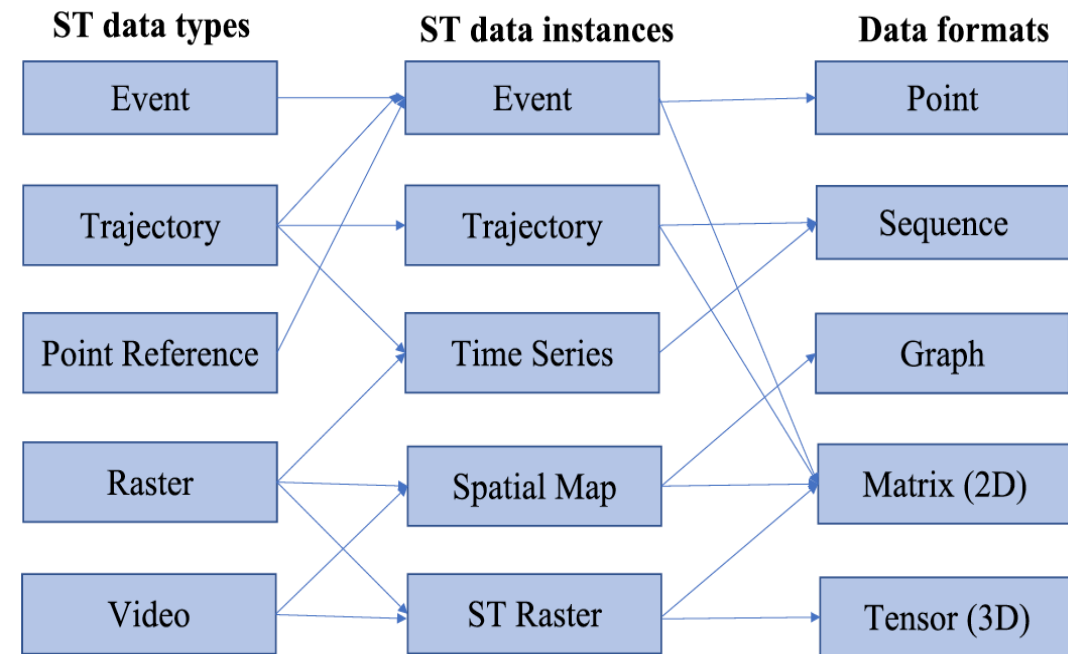 ST data types
ST data instances
Data formats
Event
Event
Point
Trajectory
Trajectory
Sequence
Point Reference
Time Series
Graph
Raster
Spatial Map
Matrix (2D)
Video
ST Raster
Tensor (3D)